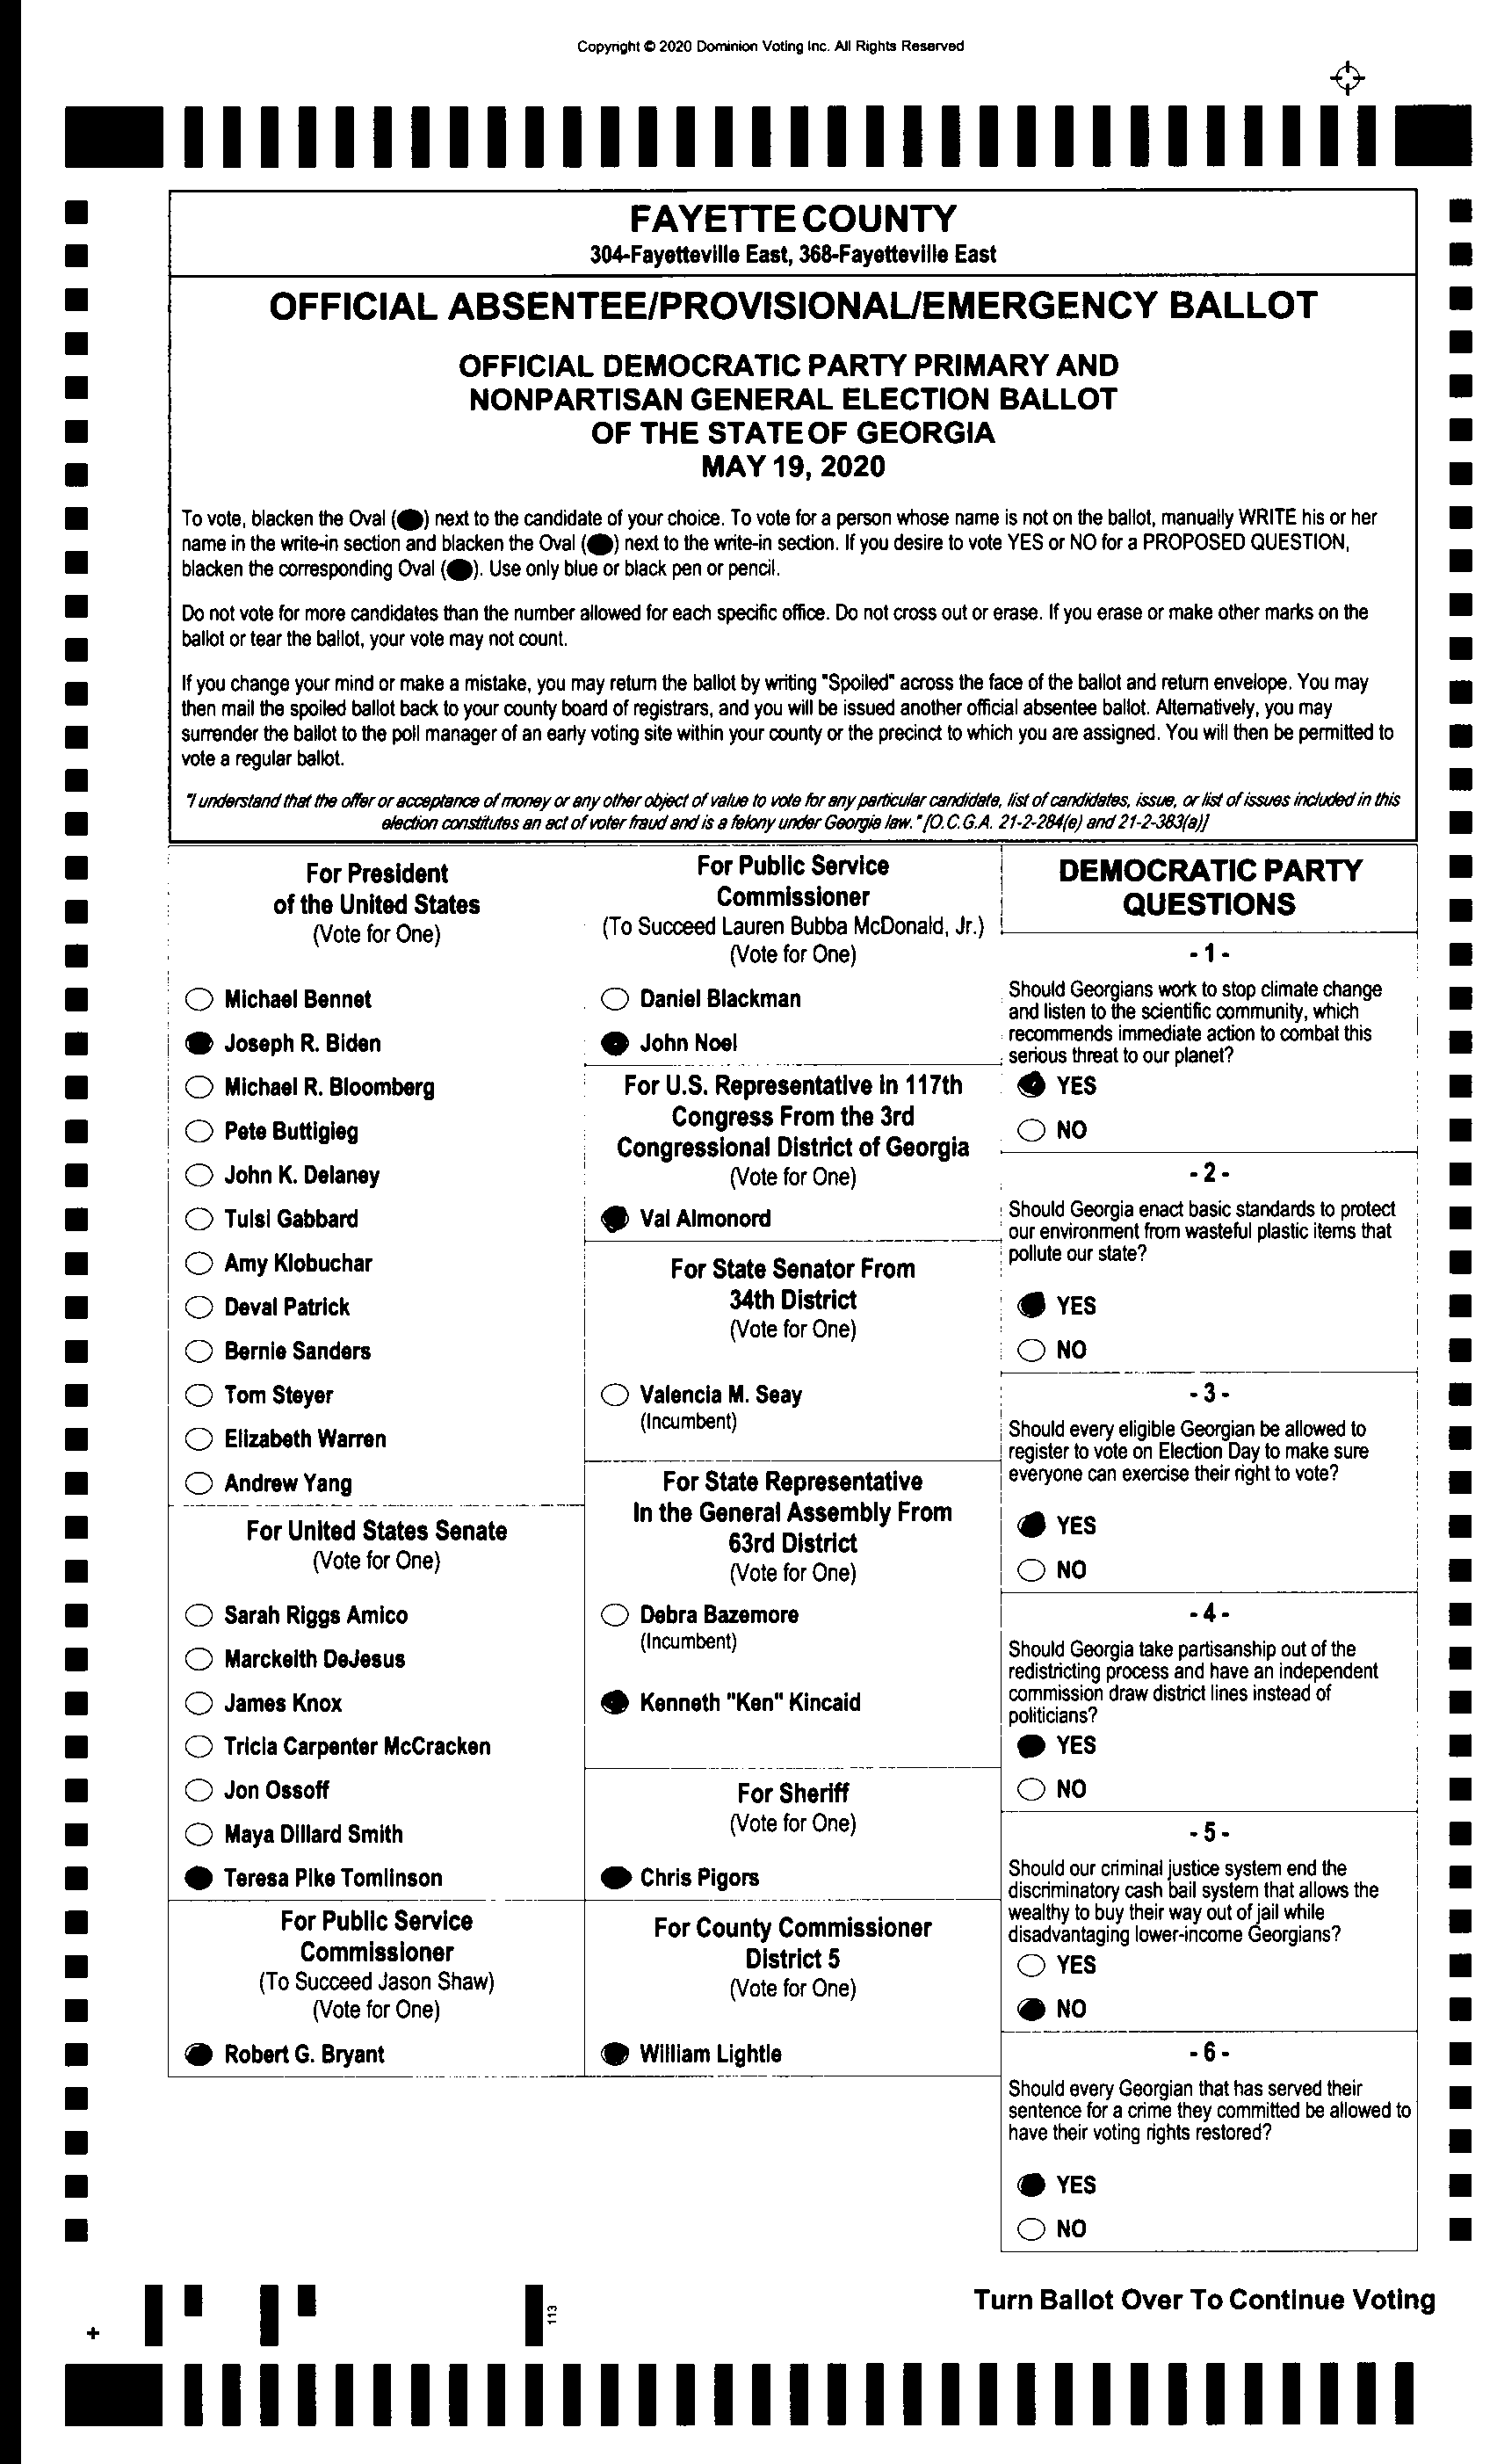 Copyright © 2020 Dominion Voting Inc. All Rights Reserved
FAYETTE COUNTY
304-Fayetteville East, 368-Fayetteville East
OFFICIAL ABSENTEE/PROVISIONAL/EMERGENCY BALLOT
OFFICIAL DEMOCRATIC PARTY PRIMARY AND
NONPARTISAN GENERAL ELECTION BALLOT
OF THE STATE OF GEORGIA
MAY 19, 2020
To vote, blacken the Oval (●) next to the candidate of your choice. To vote for a person whose name is not on the ballot, manually WRITE his or her
name in the write-in section and blacken the Oval (●) next to the write-in section. If you desire to vote YES or NO for a PROPOSED QUESTION,
blacken the corresponding Oval (●). Use only blue or black pen or pencil.
Do not vote for more candidates than the number allowed for each specific office. Do not cross out or erase. If you erase or make other marks on the
ballot or tear the ballot, your vote may not count.
If you change your mind or make a mistake, you may return the ballot by writing "Spoiled" across the face of the ballot and return envelope. You may
then mail the spoiled ballot back to your county board of registrars, and you will be issued another official absentee ballot. Alternatively, you may
surrender the ballot to the poll manager of an early voting site within your county or the precinct to which you are assigned. You will then be permitted to
vote a regular ballot.
"I understand that the offer or acceptance of money or any other object of value to vote for any particular candidate, list of candidates, issue, or list of issues included in this
election constitutes an act of voter fraud and is a felony under Georgia law." [O.C.G.A. 21-2-284(e) and 21-2-383(a)]
For President
of the United States
(Vote for One)
Michael Bennet
Joseph R. Biden
Michael R. Bloomberg
Pete Buttigieg
John K. Delaney
Tulsi Gabbard
Amy Klobuchar
Deval Patrick
Bernie Sanders
Tom Steyer
Elizabeth Warren
Andrew Yang
For United States Senate
(Vote for One)
Sarah Riggs Amico
Marckeith DeJesus
James Knox
Tricia Carpenter McCracken
Jon Ossoff
Maya Dillard Smith
Teresa Pike Tomlinson
For Public Service
Commissioner
(To Succeed Jason Shaw)
(Vote for One)
Robert G. Bryant
For Public Service
Commissioner
(To Succeed Lauren Bubba McDonald, Jr.)
(Vote for One)
Daniel Blackman
John Noel
For U.S. Representative in 117th
Congress From the 3rd
Congressional District of Georgia
(Vote for One)
Val Almonord
For State Senator From
34th District
(Vote for One)
Valencia M. Seay
(Incumbent)
For State Representative
In the General Assembly From
63rd District
(Vote for One)
Debra Bazemore
(Incumbent)
Kenneth "Ken" Kincaid
For Sheriff
(Vote for One)
Chris Pigors
For County Commissioner
District 5
(Vote for One)
William Lightle
DEMOCRATIC PARTY
QUESTIONS
- 1 -
Should Georgians work to stop climate change
and listen to the scientific community, which
recommends immediate action to combat this
serious threat to our planet?
YES
NO
- 2 -
Should Georgia enact basic standards to protect
our environment from wasteful plastic items that
pollute our state?
YES
NO
- 3 -
Should every eligible Georgian be allowed to
register to vote on Election Day to make sure
everyone can exercise their right to vote?
YES
NO
- 4 -
Should Georgia take partisanship out of the
redistricting process and have an independent
commission draw district lines instead of
politicians?
YES
NO
- 5 -
Should our criminal justice system end the
discriminatory cash bail system that allows the
wealthy to buy their way out of jail while
disadvantaging lower-income Georgians?
YES
NO
- 6 -
Should every Georgian that has served their
sentence for a crime they committed be allowed to
have their voting rights restored?
YES
NO
Turn Ballot Over To Continue Voting
113
+